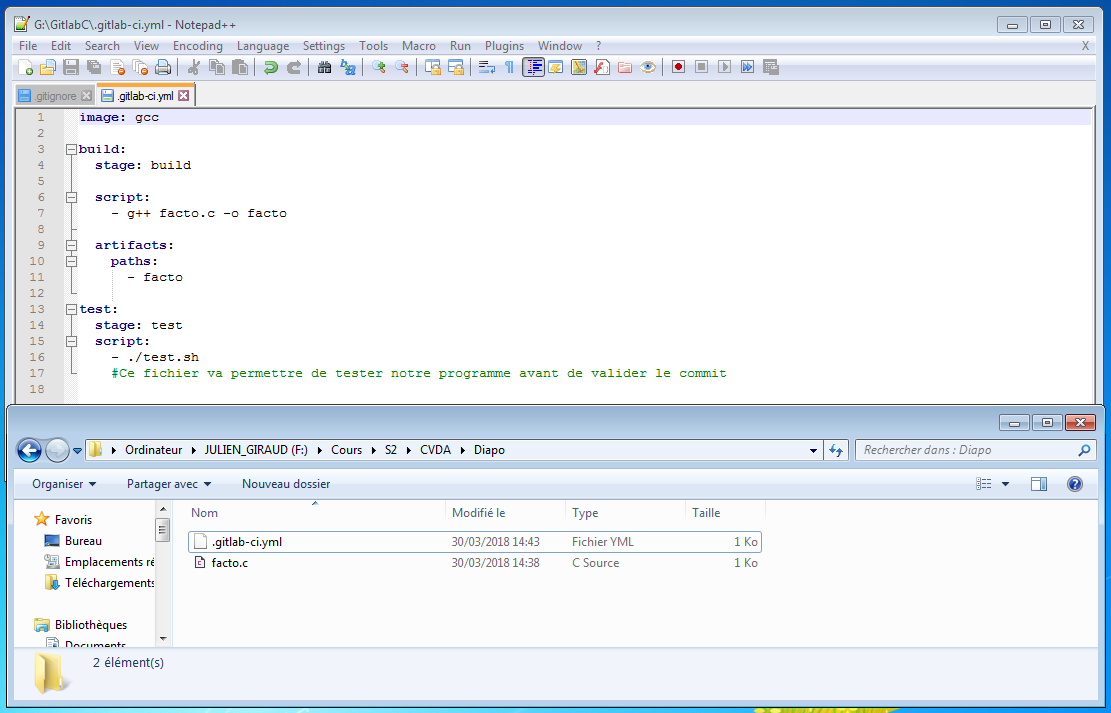 G:\GitlabC\.gitlab-ci.yml - Notepad++
File Edit Search View Encoding Language Settings Tools Macro Run Plugins Window ? X
.gitignore .gitlab-ci.yml
1 image: gcc
2
3 build:
4 stage: build
5
6 script:
7 - g++ facto.c -o facto
8
9 artifacts:
10 paths:
11 - facto
12
13 test:
14 stage: test
15 script:
16 - ./test.sh
17 #Ce fichier va permettre de tester notre programme avant de valider le commit
18
Ordinateur JULIEN_GIRAUD (F:) Cours S2 CVDA Diapo Rechercher dans : Diapo
Organiser Partager avec Nouveau dossier
Nom Modifié le Type Taille
Favoris
Bureau
Emplacements ré
Téléchargements
Bibliothèques
Documents
.gitlab-ci.yml 30/03/2018 14:43 Fichier YML 1 Ko
facto.c 30/03/2018 14:38 C Source 1 Ko
2 élément(s)